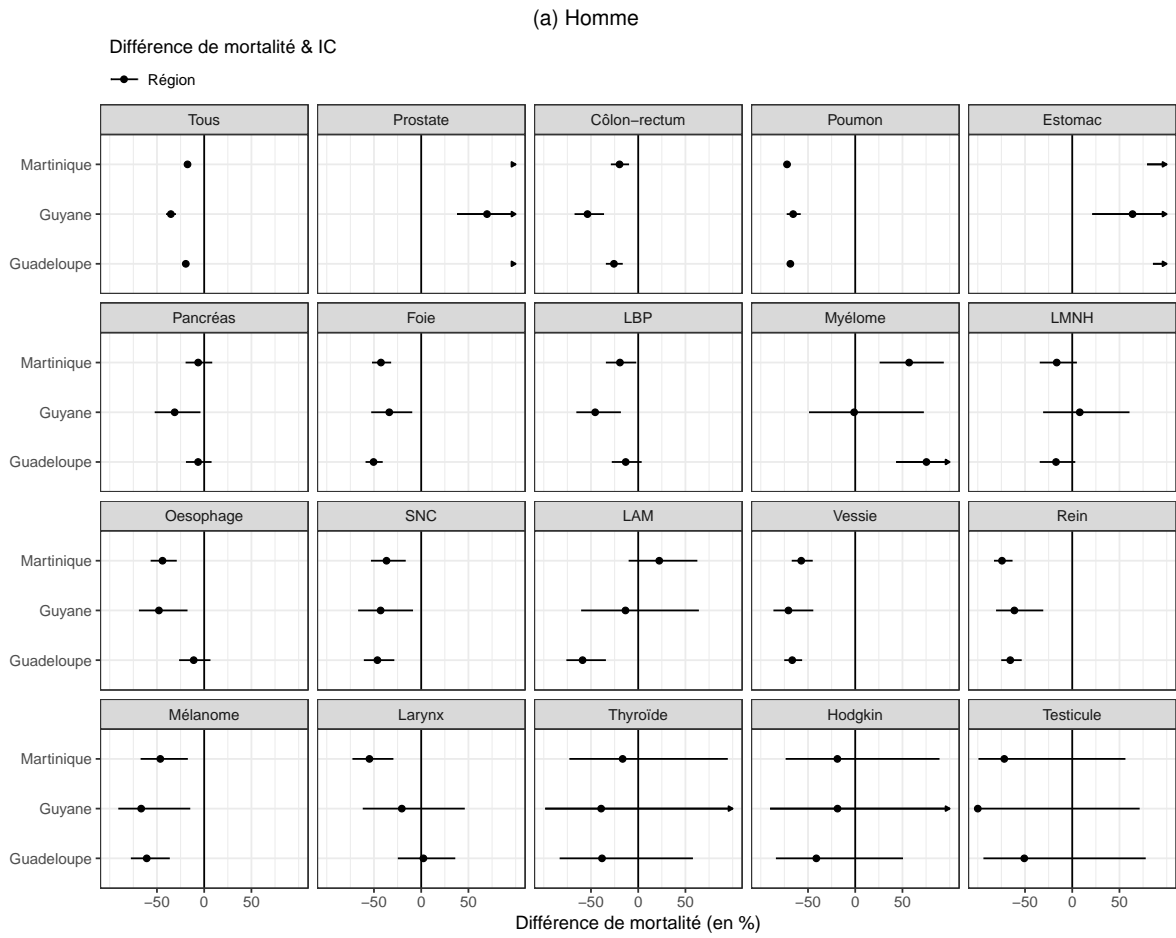 (a) Homme
Différence de mortalité & IC
Région
Tous Prostate Côlon−rectum Poumon Estomac
Martinique
Guyane
Guadeloupe
Pancréas Foie LBP Myélome LMNH
Martinique
Guyane
Guadeloupe
Oesophage SNC LAM Vessie Rein
Martinique
Guyane
Guadeloupe
Mélanome Larynx Thyroïde Hodgkin Testicule
Martinique
Guyane
Guadeloupe
−50 0 50 −50 0 50 −50 0 50 −50 0 50 −50 0 50
Différence de mortalité (en %)